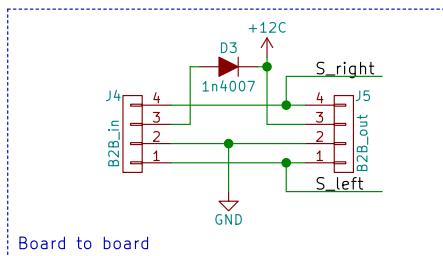 +12C
D3
1n4007
S_right
J4
J5
4
4
3
3
2
2
1
1
B2B_in
B2B_out
S_left
GND
Board to board